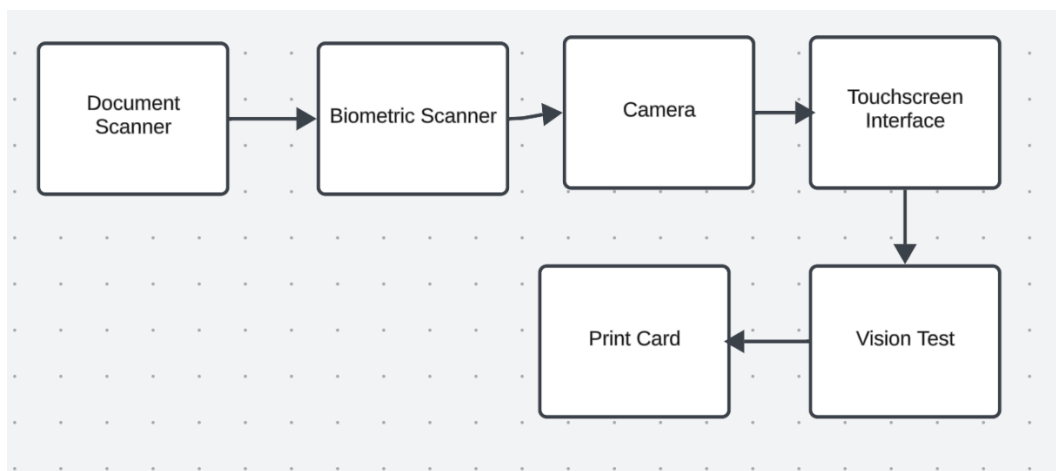 Document
Scanner
Biometric Scanner
Camera
Touchscreen
Interface
Vision Test
Print Card